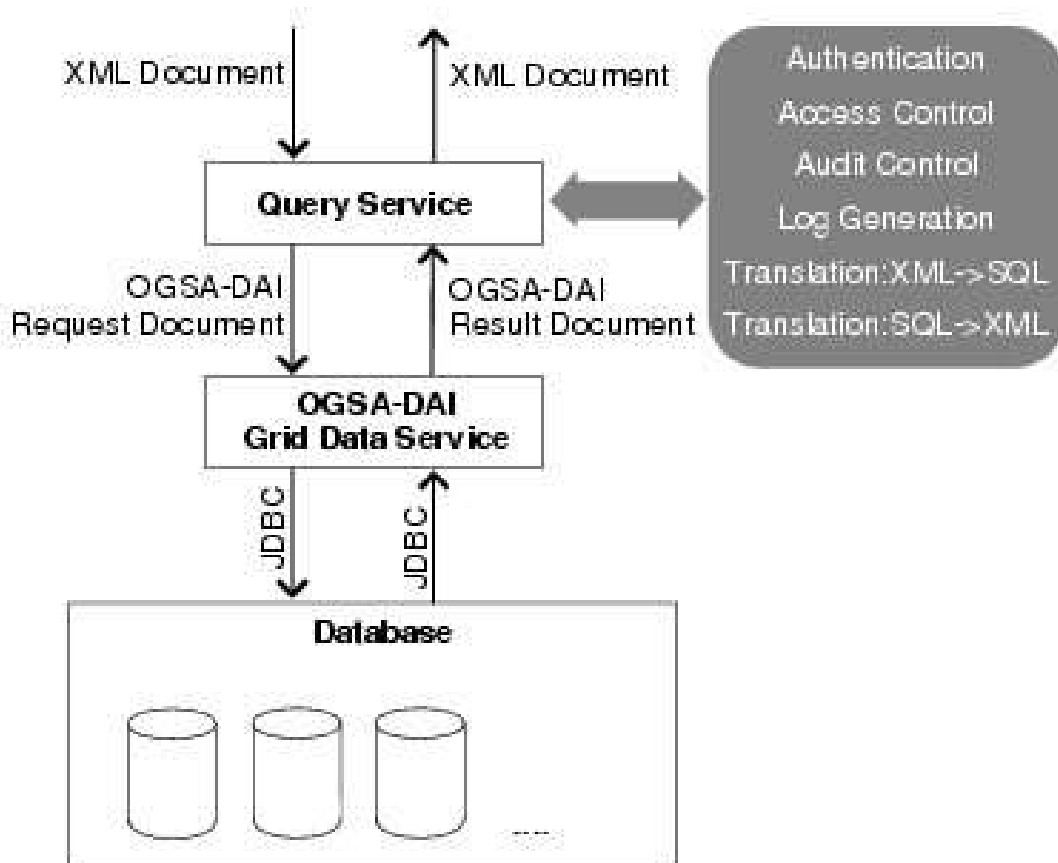 XML Document
XML Document
Query Service
OGSA-DAI
Request Document
OGSA-DAI
Result Document
OGSA-DAI
Grid Data Service
JDBC
JDBC
Database
Authentication
Access Control
Audit Control
Log Generation
Translation:XML->SQL
Translation:SQL->XML